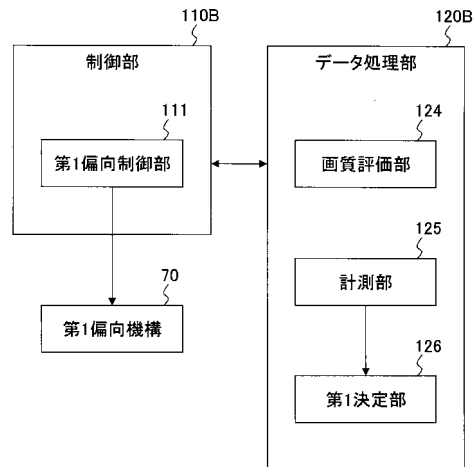 110B
制御部
111
第1偏向制御部
70
第1偏向機構
120B
データ処理部
124
画質評価部
125
計測部
126
第1決定部